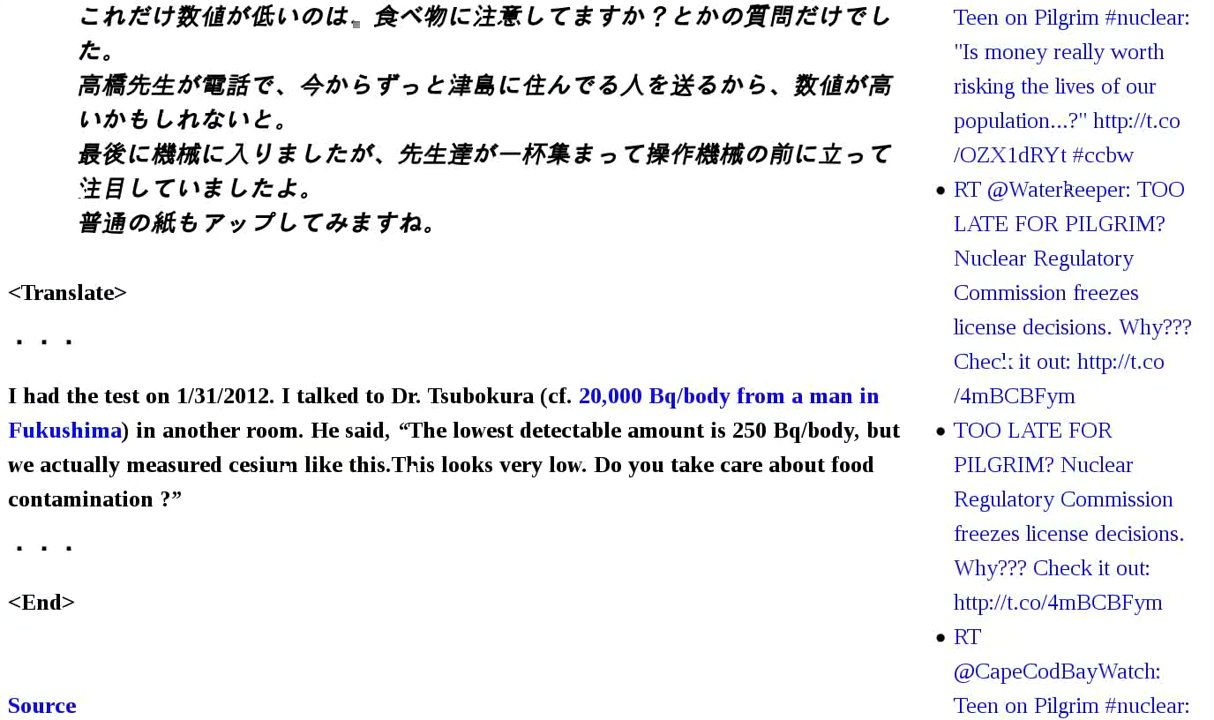 これだけ数値が低いのは、食べ物に注意してますか？とかの質問だけでし
た。
高橋先生が電話で、今からずっと津島に住んでる人を送るから、数値が高
いかもしれないと。
最後に機械に入りましたが、先生達が一杯集まって操作機械の前に立って
注目していましたよ。
普通の紙もアップしてみますね。
<Translate>
・・・
I had the test on 1/31/2012. I talked to Dr. Tsubokura (cf. 20,000 Bq/body from a man in
Fukushima) in another room. He said, “The lowest detectable amount is 250 Bq/body, but
we actually measured cesium like this.This looks very low. Do you take care about food
contamination ?”
・・・
<End>
Source
Teen on Pilgrim #nuclear:
"Is money really worth
risking the lives of our
population...?" http://t.co
/OZX1dRYt #ccbw
RT @Waterkeeper: TOO
LATE FOR PILGRIM?
Nuclear Regulatory
Commission freezes
license decisions. Why???
Check it out: http://t.co
/4mBCBFym
TOO LATE FOR
PILGRIM? Nuclear
Regulatory Commission
freezes license decisions.
Why??? Check it out:
http://t.co/4mBCBFym
RT
@CapeCodBayWatch:
Teen on Pilgrim #nuclear: